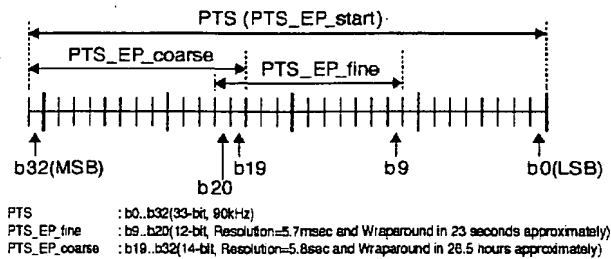 PTS (PTS_EP_start)
PTS_EP_coarse
PTS_EP_fine
b32(MSB)
b20
b19
b9
b0(LSB)
PTS : b0..b32(33-bit, 90kHz)
PTS_EP_fine : b9..b20(12-bit, Resolution=5.7msec and Wraparound in 23 seconds approximately)
PTS_EP_coarse : b19..b32(14-bit, Resolution=5.8sec and Wraparound in 26.5 hours approximately)